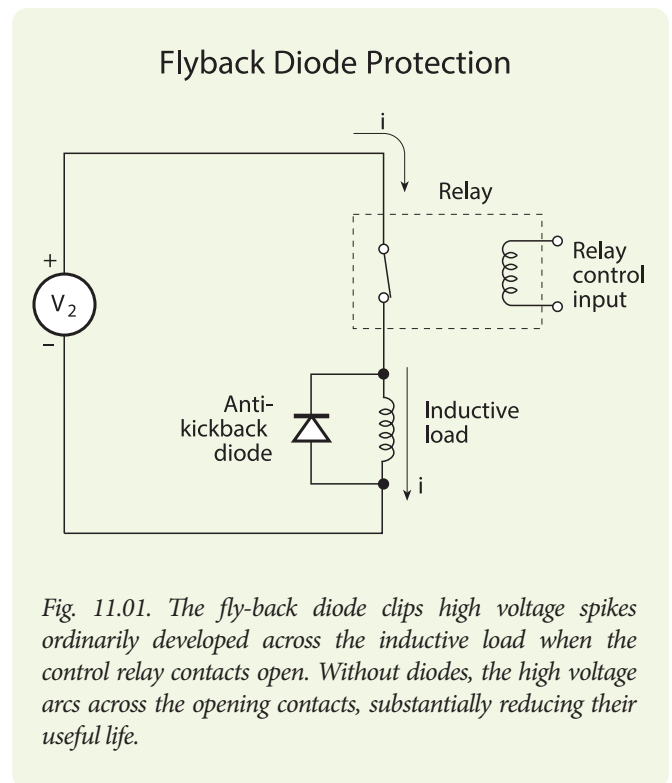 Flyback Diode Protection
i
Relay
+
V2
–
Relay
control
input
Anti-
kickback
diode
Inductive
load
i
Fig. 11.01. The fly-back diode clips high voltage spikes
ordinarily developed across the inductive load when the
control relay contacts open. Without diodes, the high voltage
arcs across the opening contacts, substantially reducing their
useful life.